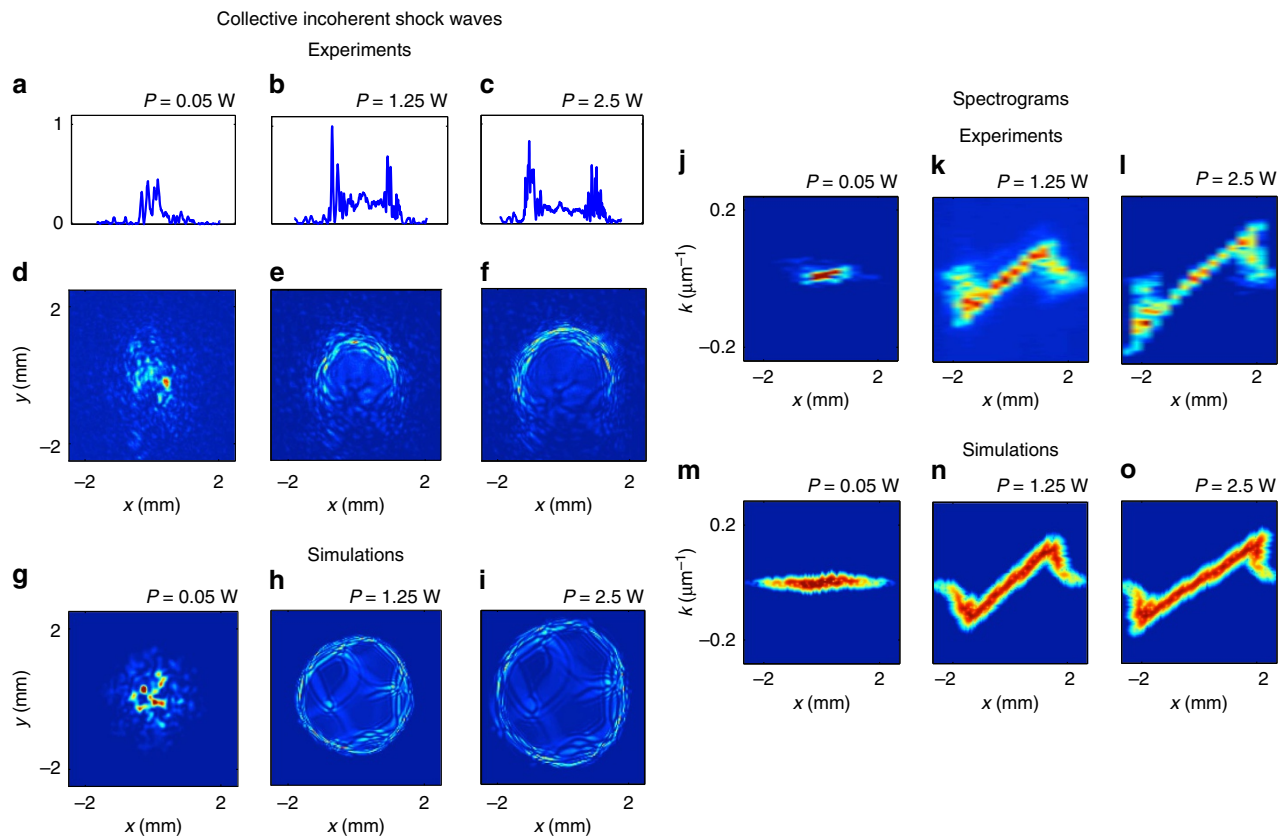 Collective incoherent shock waves
Experiments
a
b
c
P = 0.05 W
P = 1.25 W
P = 2.5 W
1
0
d
e
f
2
y (mm)
–2
–2 2
–2 2
–2 2
x (mm)
x (mm)
x (mm)
Simulations
g
h
i
P = 0.05 W
P = 1.25 W
P = 2.5 W
2
y (mm)
–2
–2 2
–2 2
–2 2
x (mm)
x (mm)
x (mm)
Spectrograms
Experiments
j
k
l
P = 0.05 W
P = 1.25 W
P = 2.5 W
0.2
k (μm⁻¹)
–0.2
–2 2
–2 2
–2 2
x (mm)
x (mm)
x (mm)
Simulations
m
n
o
P = 0.05 W
P = 1.25 W
P = 2.5 W
0.2
k (μm⁻¹)
–0.2
–2 2
–2 2
–2 2
x (mm)
x (mm)
x (mm)